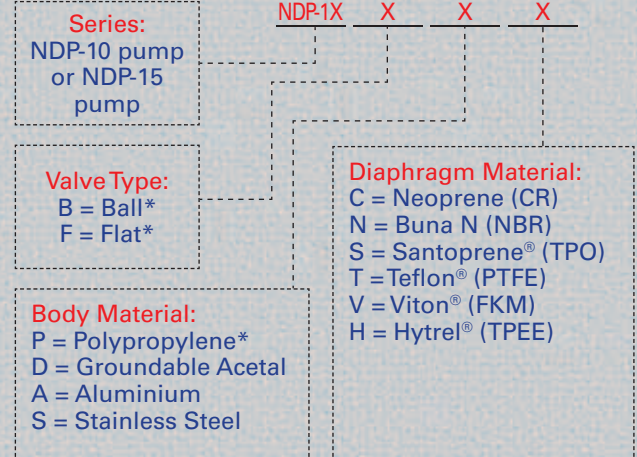 NDP-1X X X X
Series:
NDP-10 pump
or NDP-15
pump
Valve Type:
B = Ball*
F = Flat*
Body Material:
P = Polypropylene*
D = Groundable Acetal
A = Aluminium
S = Stainless Steel
Diaphragm Material:
C = Neoprene (CR)
N = Buna N (NBR)
S = Santoprene® (TPO)
T = Teflon® (PTFE)
V = Viton® (FKM)
H = Hytrel® (TPEE)